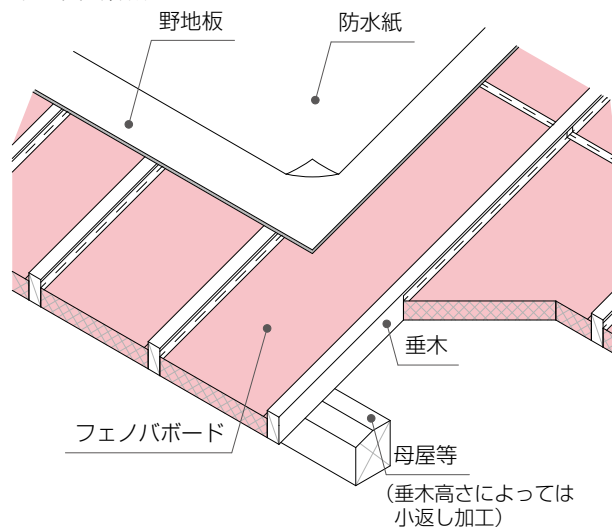 野地板
防水紙
垂木
フェノバボード
母屋等
（垂木高さによっては
小返し加工）